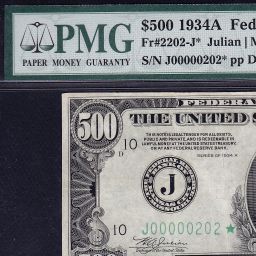 PMG
PAPER MONEY GUARANTY
$500 1934A Fed
Fr#2202-J* Julian | M
S/N J00000202* pp D
FEDERA
500
THE UNITED S
THIS NOTE IS LEGAL TENDER FOR ALL DEBTS,
PUBLIC AND PRIVATE, AND IS REDEEMABLE IN
LAWFUL MONEY AT THE UNITED STATES TREASURY,
OR AT ANY FEDERAL RESERVE BANK
10
D
SERIES OF 1934 A
J
10
J00000202 *